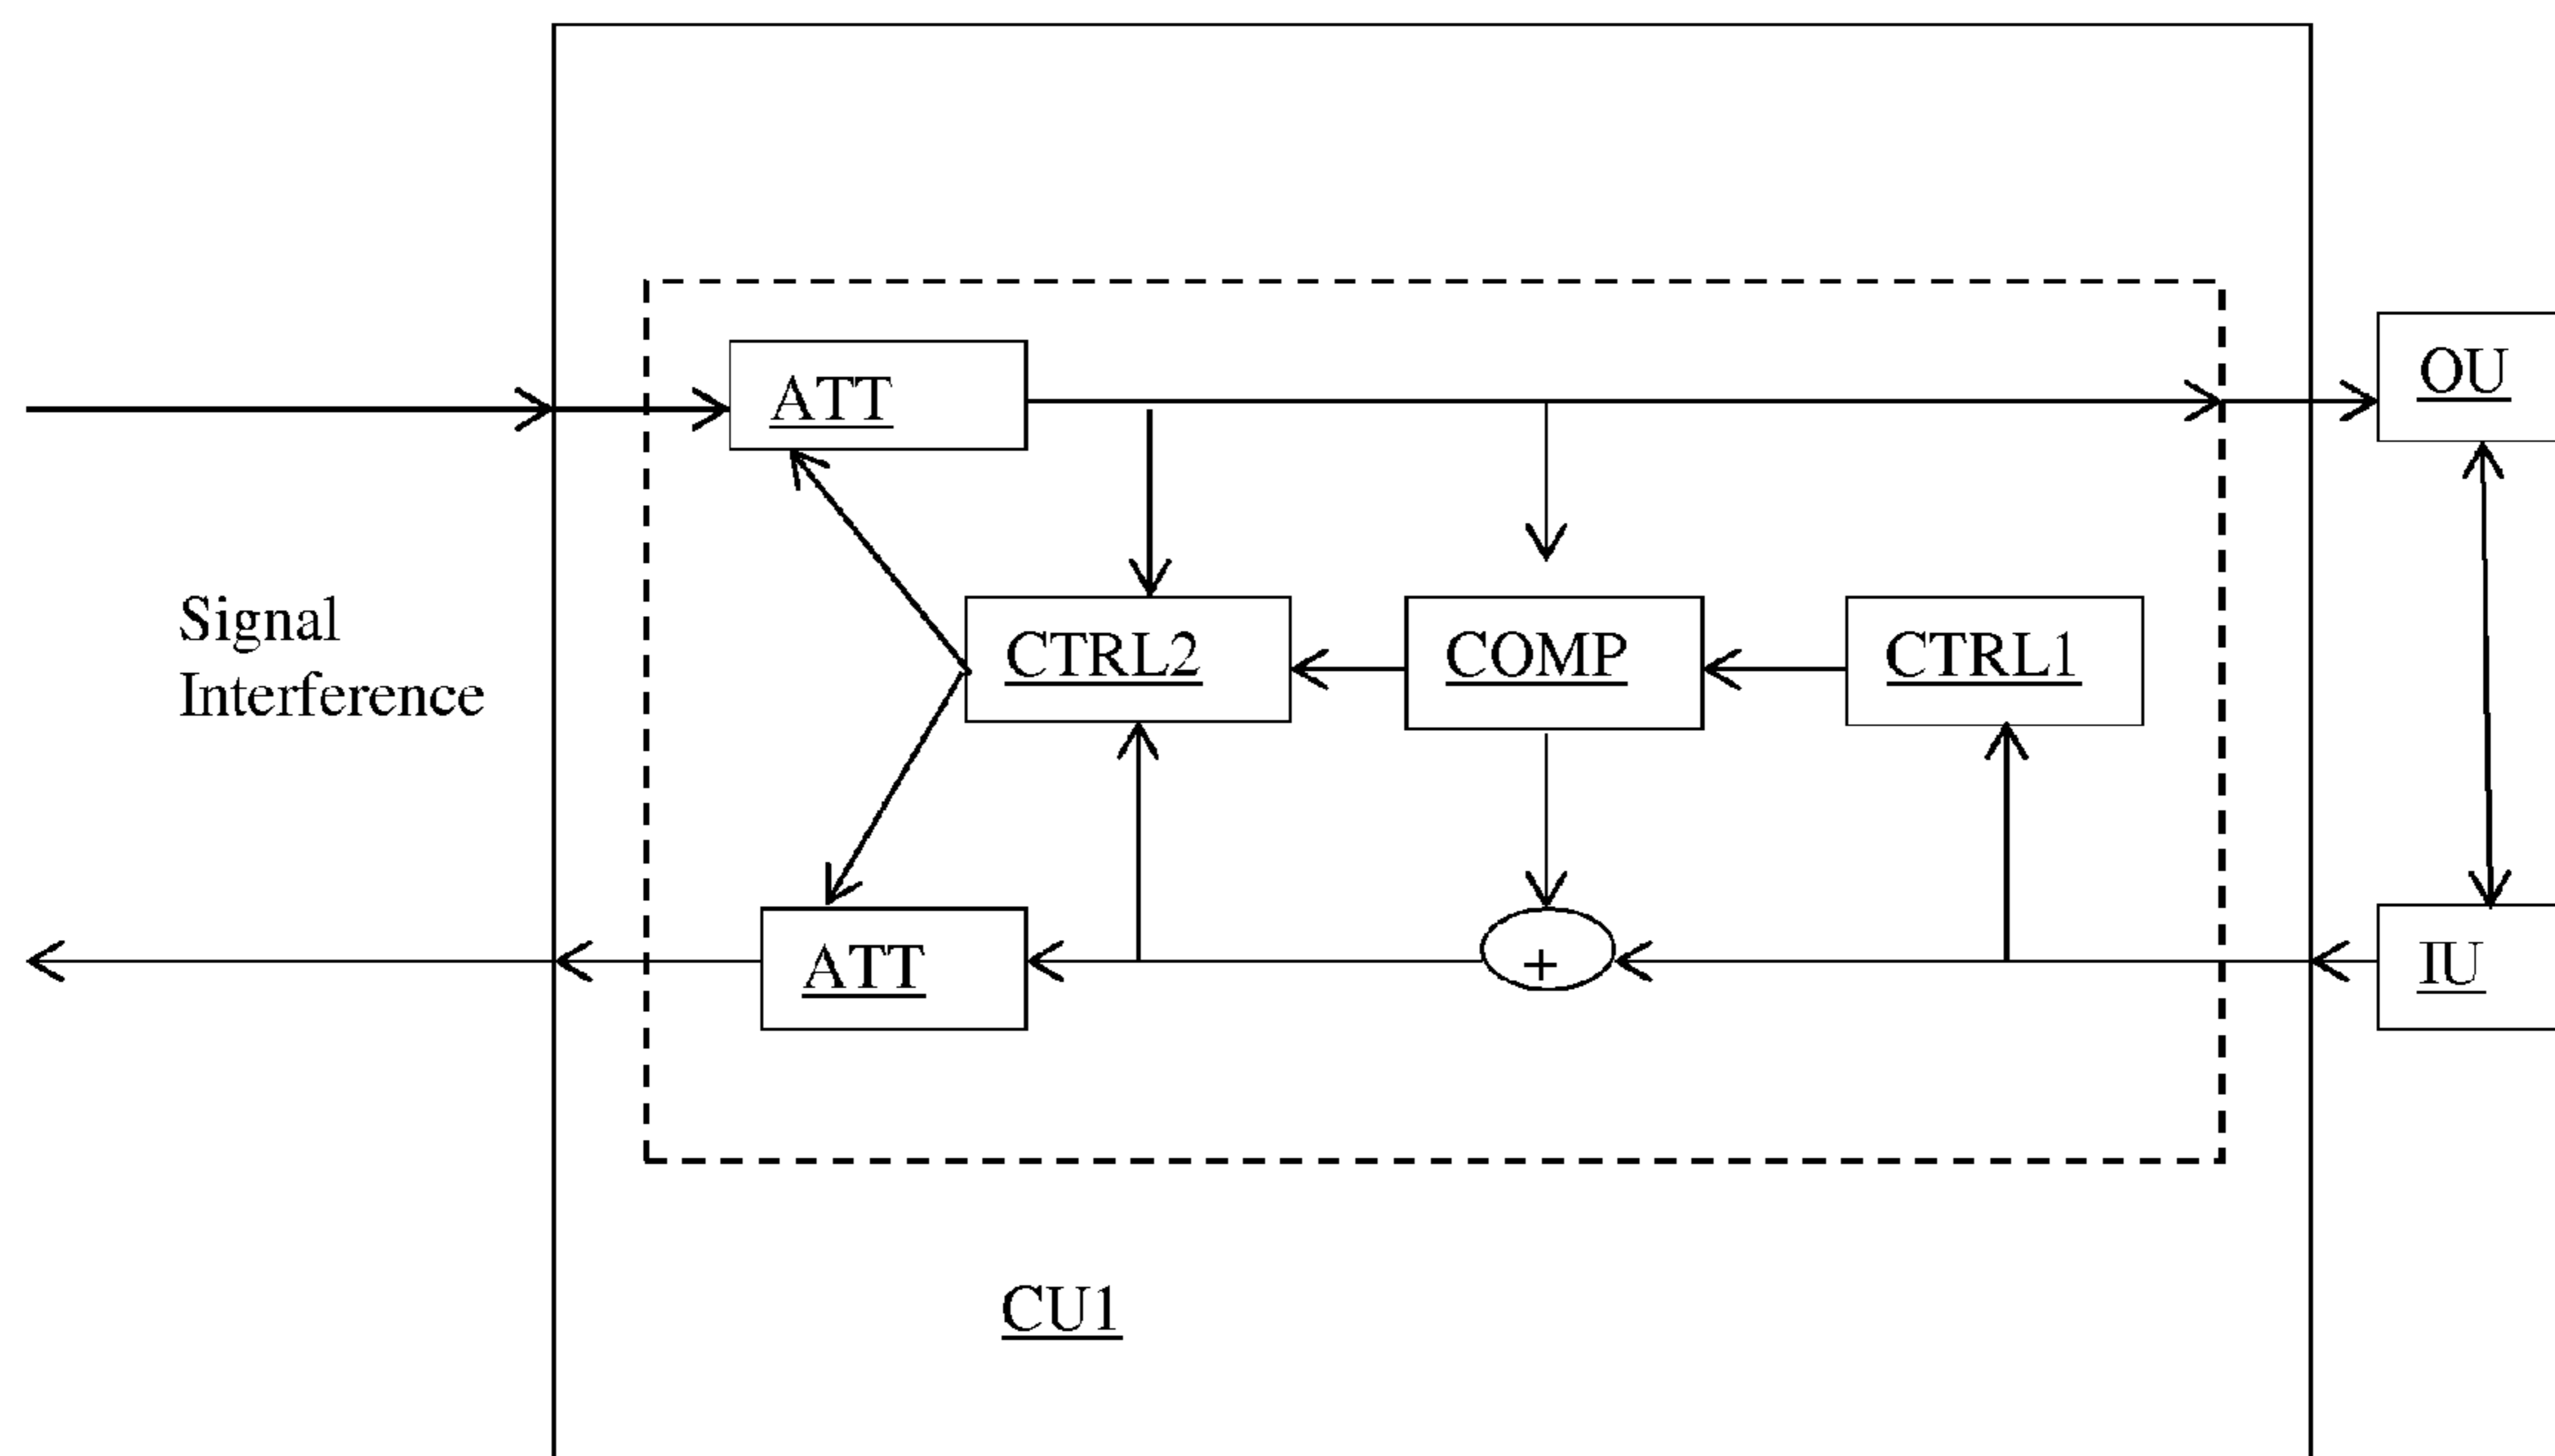 ATT
OU
Signal
Interference
CTRL2
COMP
CTRL1
ATT
+
IU
CU1